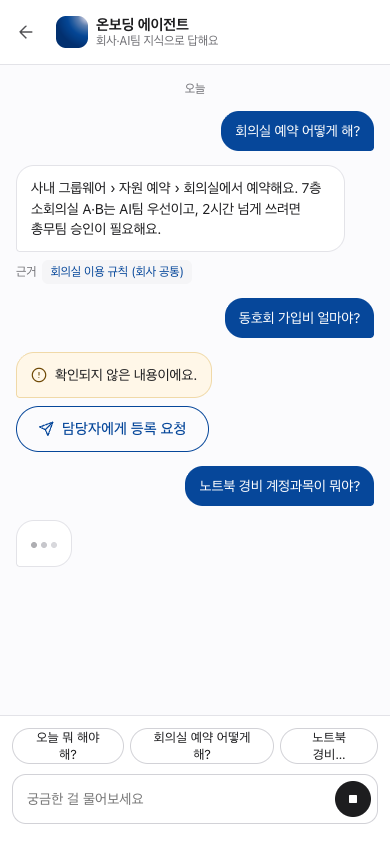 온보딩 에이전트
회사·AI팀 지식으로 답해요
오늘
회의실 예약 어떻게 해?
사내 그룹웨어 › 자원 예약 › 회의실에서 예약해요. 7층
소회의실 A·B는 AI팀 우선이고, 2시간 넘게 쓰려면
총무팀 승인이 필요해요.
근거 회의실 이용 규칙 (회사 공통)
동호회 가입비 얼마야?
확인되지 않은 내용이에요.
담당자에게 등록 요청
노트북 경비 계정과목이 뭐야?
오늘 뭐 해야
해?
회의실 예약 어떻게
해?
노트북
경비...
궁금한 걸 물어보세요